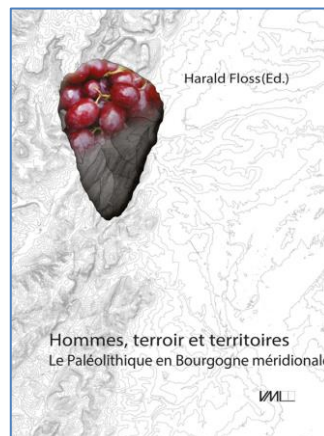 Harald Floss(Ed.)
Hommes, terroir et territoires
Le Paléolithique en Bourgogne méridionale
VML